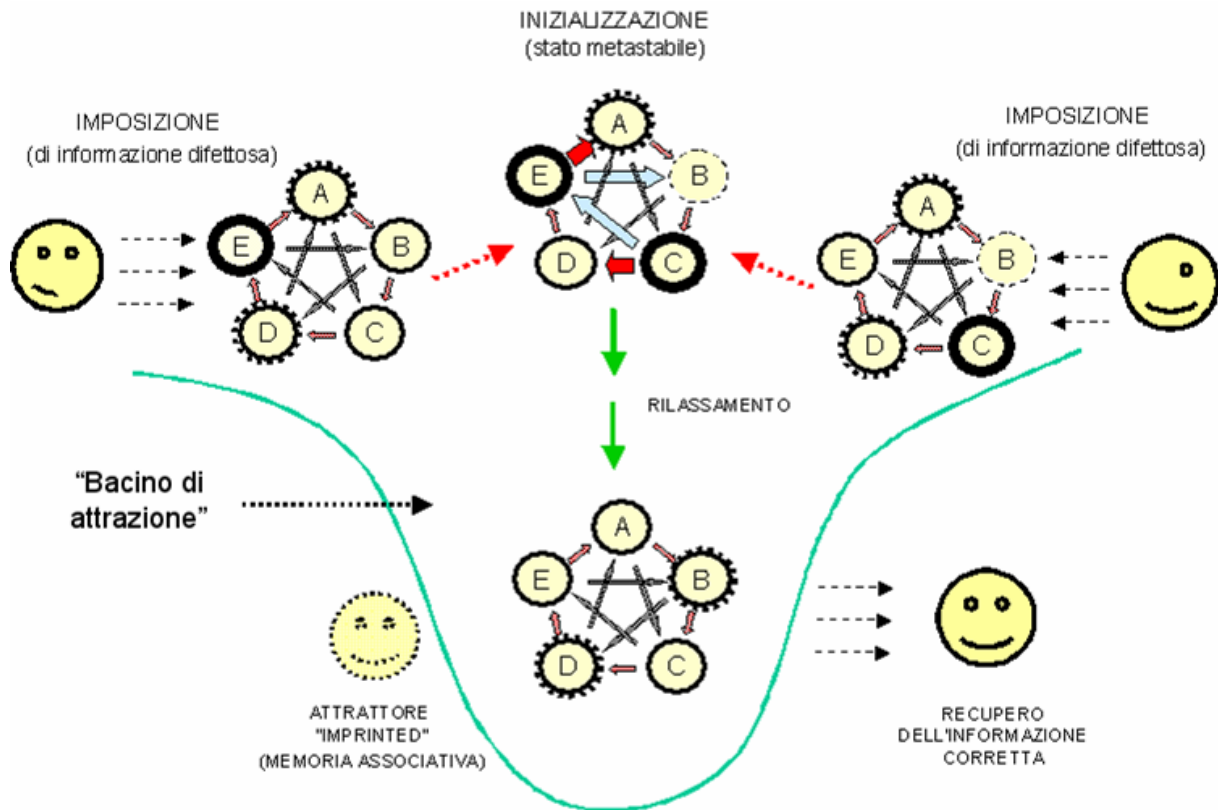 INIZIALIZZAZIONE
(stato metastabile)
IMPOSIZIONE
(di informazione difettosa)
IMPOSIZIONE
(di informazione difettosa)
A
B
C
D
E
A
B
C
D
E
A
B
C
D
E
RILASSAMENTO
"Bacino di
attrazione"
A
B
C
D
E
ATTRATTORE
"IMPRINTED"
(MEMORIA ASSOCIATIVA)
RECUPERO
DELL'INFORMAZIONE
CORRETTA